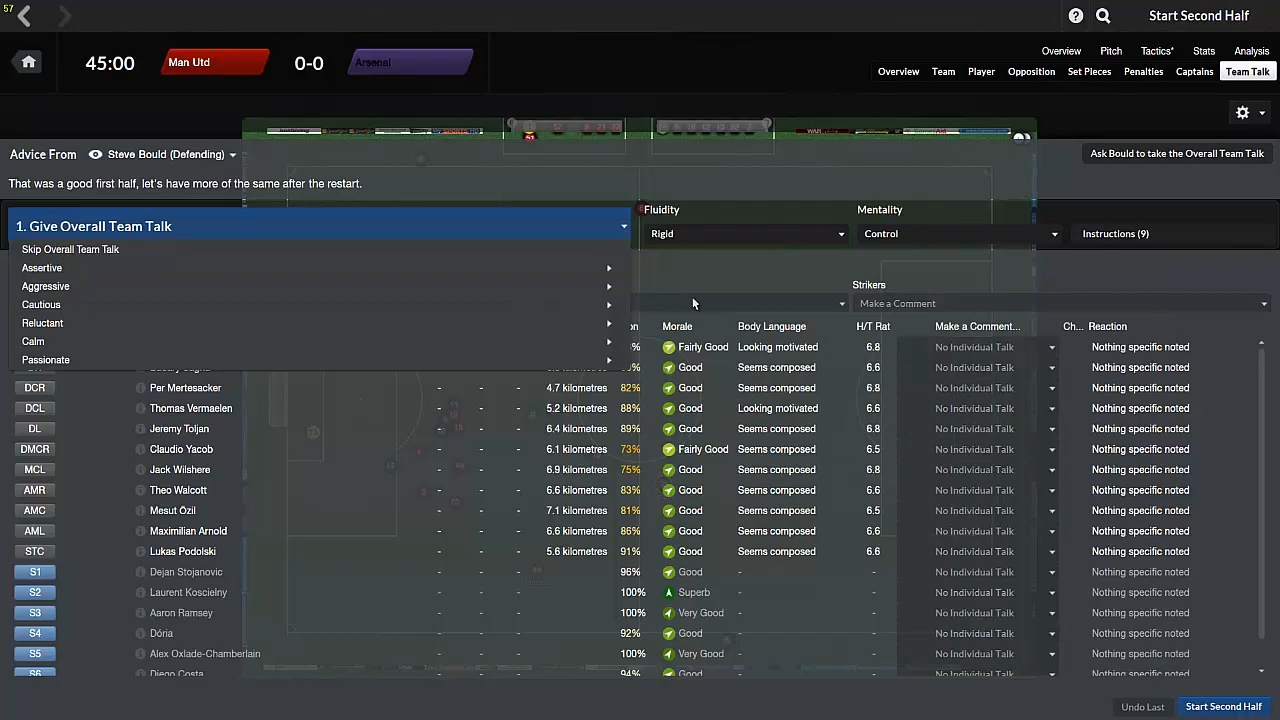 57
Start Second Half
45:00
Man Utd
0-0
Arsenal
Overview Pitch Tactics* Stats Analysis
Overview Team Player Opposition Set Pieces Penalties Captains Team Talk
Advice From Steve Bould (Defending)
Ask Bould to take the Overall Team Talk
That was a good first half, let's have more of the same after the restart.
Fluidity Mentality
1. Give Overall Team Talk
Rigid Control Instructions (9)
Skip Overall Team Talk
Assertive
Aggressive
Cautious
Reluctant
Calm
Passionate
Strikers
Make a Comment
Morale Body Language H/T Rat Make a Comment... Ch... Reaction
Fairly Good Looking motivated 6.8 No Individual Talk Nothing specific noted
Good Seems composed 6.6 No Individual Talk Nothing specific noted
DCR Per Mertesacker - - - 4.7 kilometres 82% Good Seems composed 6.8 No Individual Talk Nothing specific noted
DCL Thomas Vermaelen - - - 5.2 kilometres 88% Good Looking motivated 6.6 No Individual Talk Nothing specific noted
DL Jeremy Toljan - - - 6.4 kilometres 89% Good Seems composed 6.6 No Individual Talk Nothing specific noted
DMCR Claudio Yacob - - - 6.1 kilometres 73% Fairly Good Seems composed 6.5 No Individual Talk Nothing specific noted
MCL Jack Wilshere - - - 6.9 kilometres 75% Good Seems composed 6.8 No Individual Talk Nothing specific noted
AMR Theo Walcott - - - 6.6 kilometres 83% Good Seems composed 6.6 No Individual Talk Nothing specific noted
AMC Mesut Özil - - - 7.1 kilometres 81% Good Seems composed 6.5 No Individual Talk Nothing specific noted
AML Maximilian Arnold - - - 6.6 kilometres 86% Good Seems composed 6.6 No Individual Talk Nothing specific noted
STC Lukas Podolski - - - 5.6 kilometres 91% Good Seems composed 6.6 No Individual Talk Nothing specific noted
S1 Dejan Stojanovic - - - 96% Good - - No Individual Talk Nothing specific noted
S2 Laurent Koscielny - - - 100% Superb - - No Individual Talk Nothing specific noted
S3 Aaron Ramsey - - - 100% Very Good - - No Individual Talk Nothing specific noted
S4 Dória - - - 92% Good - - No Individual Talk Nothing specific noted
S5 Alex Oxlade-Chamberlain - - - 100% Very Good - - No Individual Talk Nothing specific noted
S6 Diego Costa - - - 94% Good - - No Individual Talk Nothing specific noted
Undo Last Start Second Half